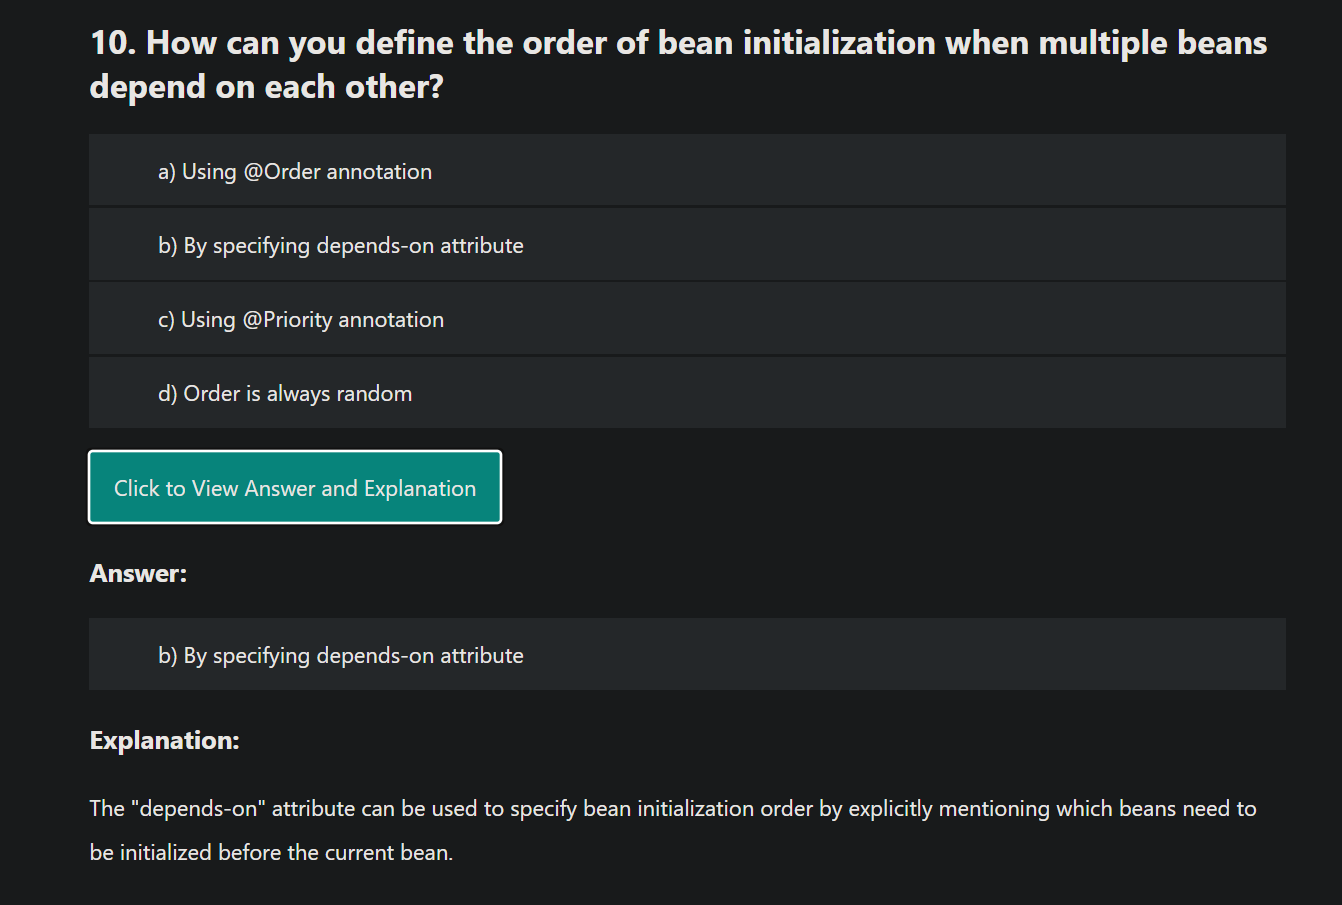 10. How can you define the order of bean initialization when multiple beans
depend on each other?
a) Using @Order annotation
b) By specifying depends-on attribute
c) Using @Priority annotation
d) Order is always random
Click to View Answer and Explanation
Answer:
b) By specifying depends-on attribute
Explanation:
The "depends-on" attribute can be used to specify bean initialization order by explicitly mentioning which beans need to
be initialized before the current bean.